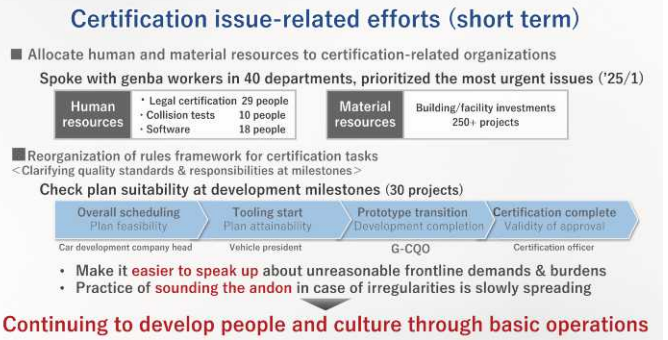 Certification issue-related efforts (short term)
■ Allocate human and material resources to certification-related organizations
Spoke with genba workers in 40 departments, prioritized the most urgent issues ('25/1)
Human resources
・Legal certification 29 people
・Collision tests 10 people
・Software 18 people
Material resources
Building/facility investments
250+ projects
■Reorganization of rules framework for certification tasks
<Clarifying quality standards & responsibilities at milestones>
Check plan suitability at development milestones (30 projects)
Overall scheduling
Plan feasibility
Tooling start
Plan attainability
Prototype transition
Development completion
Certification complete
Validity of approval
Car development company head
Vehicle president
G-CQO
Certification officer
• Make it easier to speak up about unreasonable frontline demands & burdens
• Practice of sounding the andon in case of irregularities is slowly spreading
Continuing to develop people and culture through basic operations